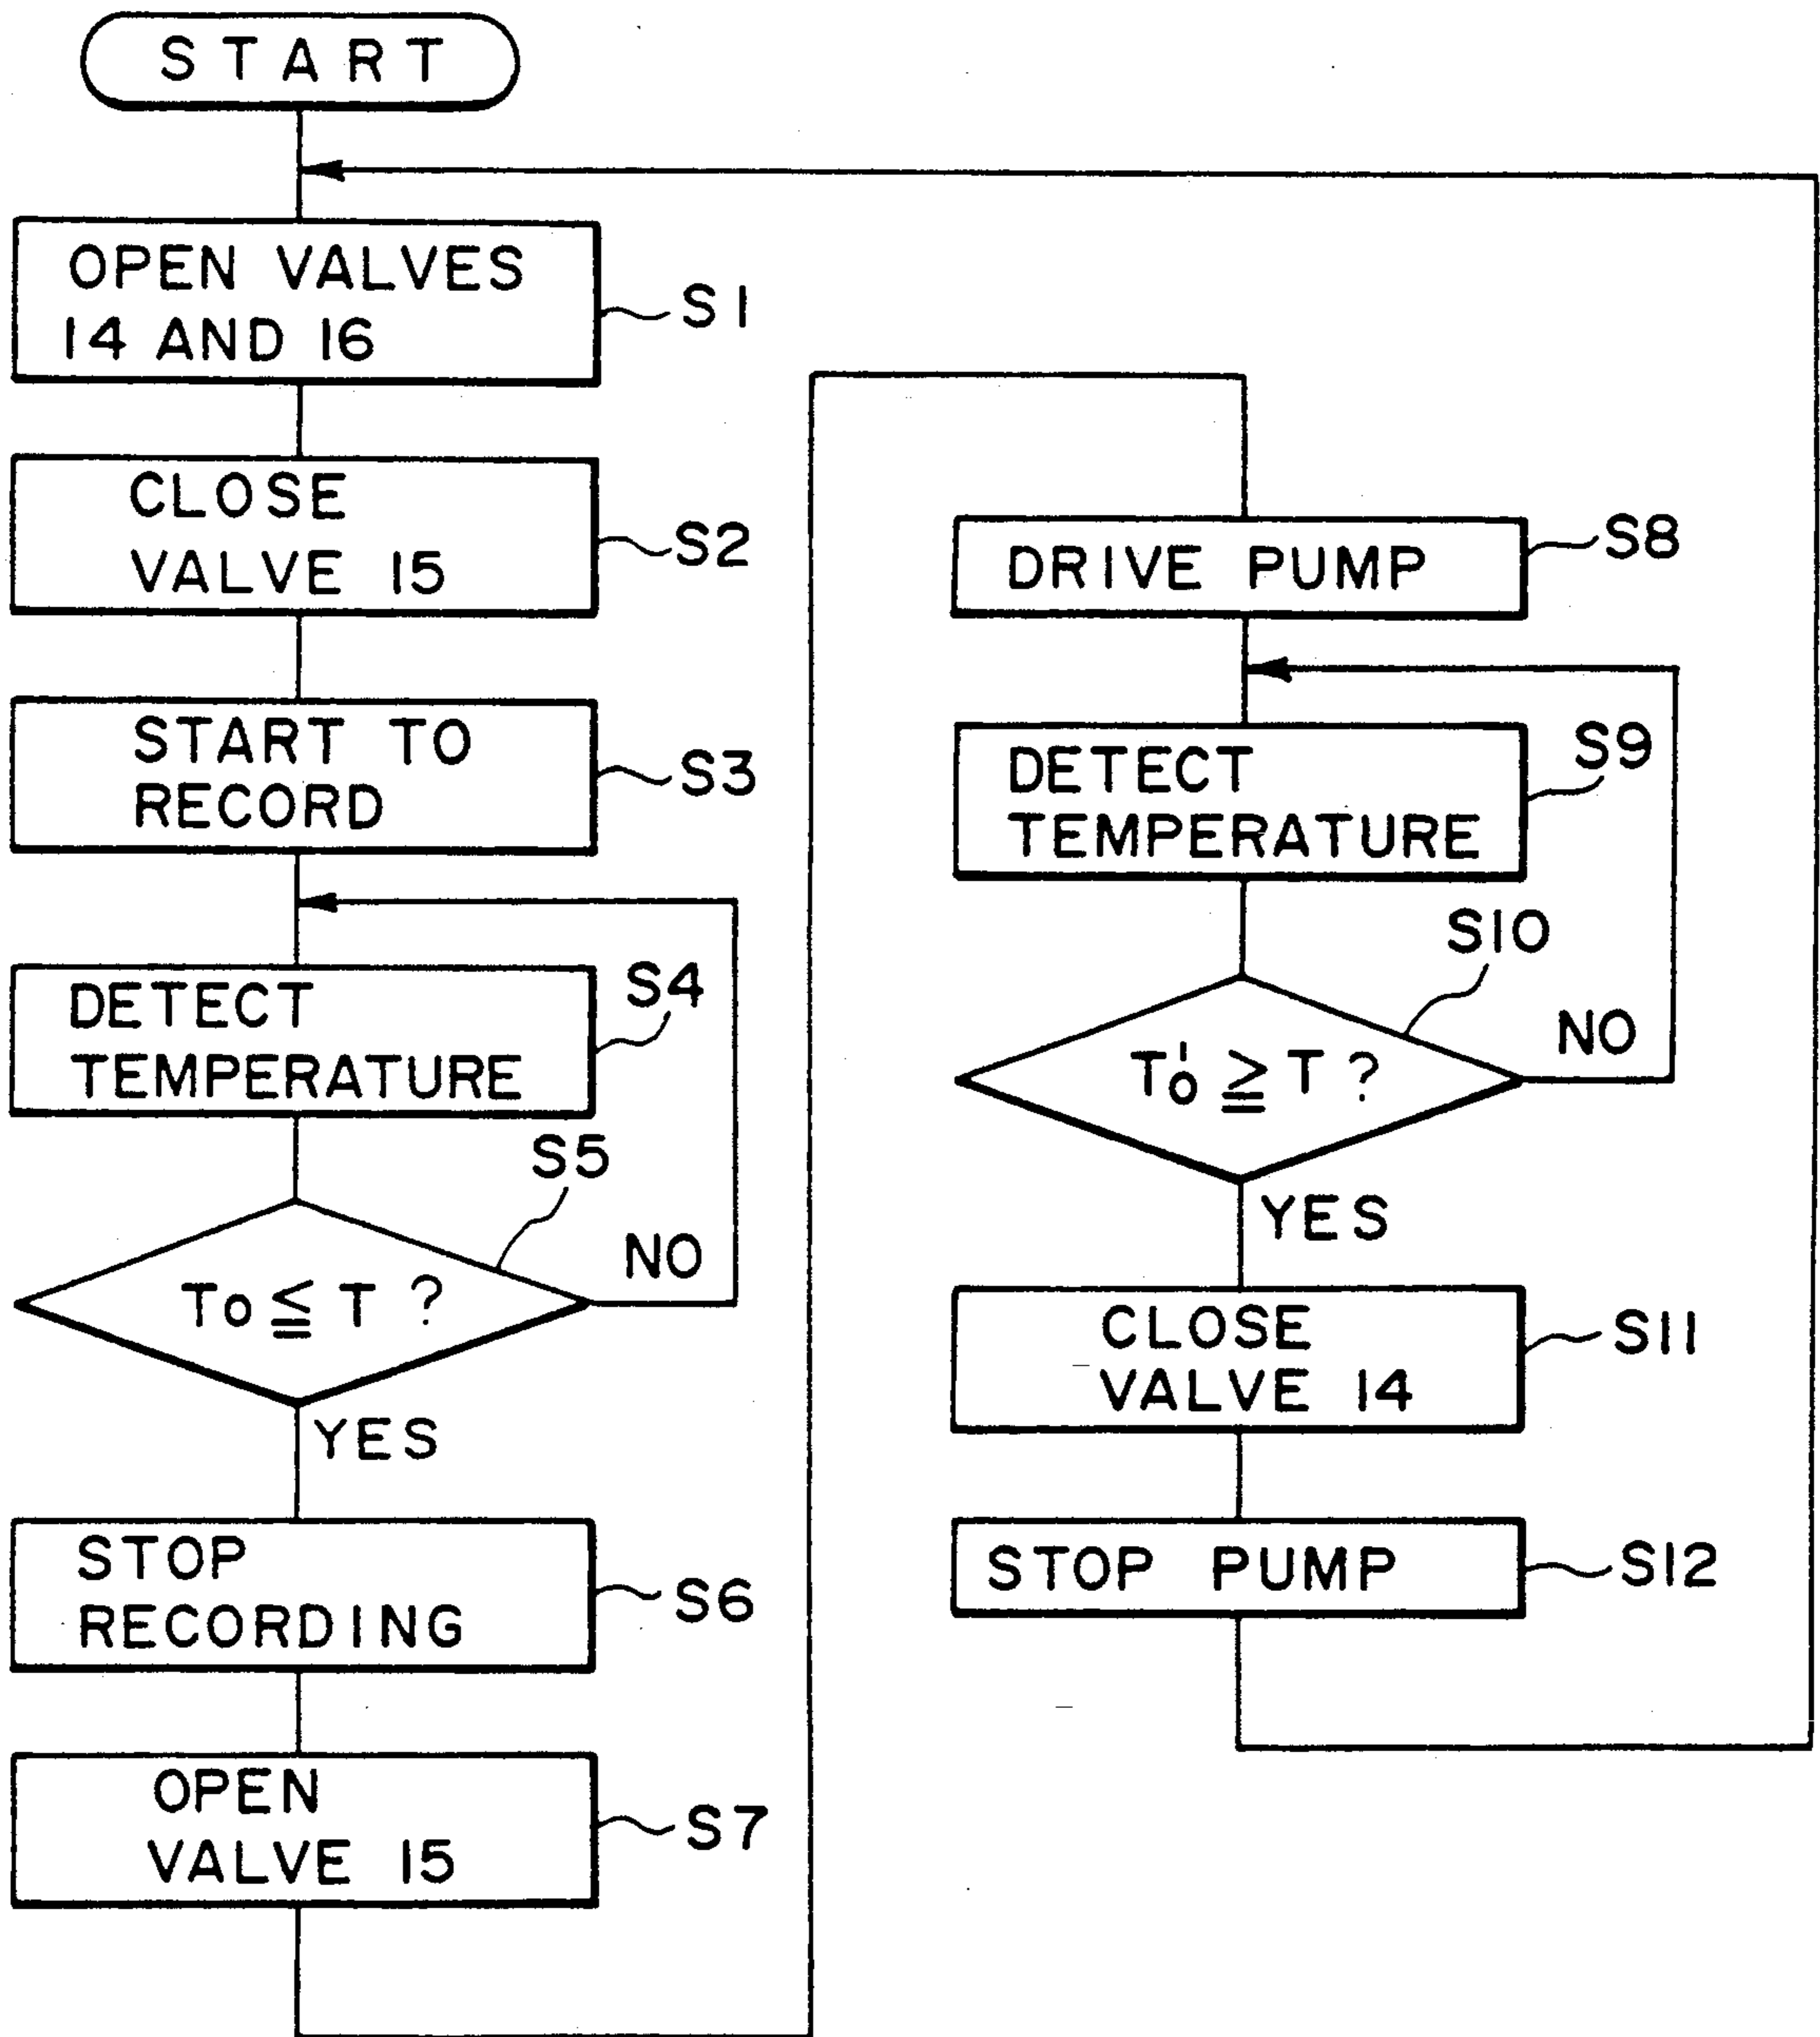 START
OPEN VALVES
14 AND 16
S1
CLOSE
VALVE 15
S2
START TO
RECORD
S3
DETECT
TEMPERATURE
S4
S5
To ≦ T ?
NO
YES
STOP
RECORDING
S6
OPEN
VALVE 15
S7
DRIVE PUMP
S8
DETECT
TEMPERATURE
S9
S10
T'o ≧ T ?
NO
YES
CLOSE
VALVE 14
S11
STOP PUMP
S12